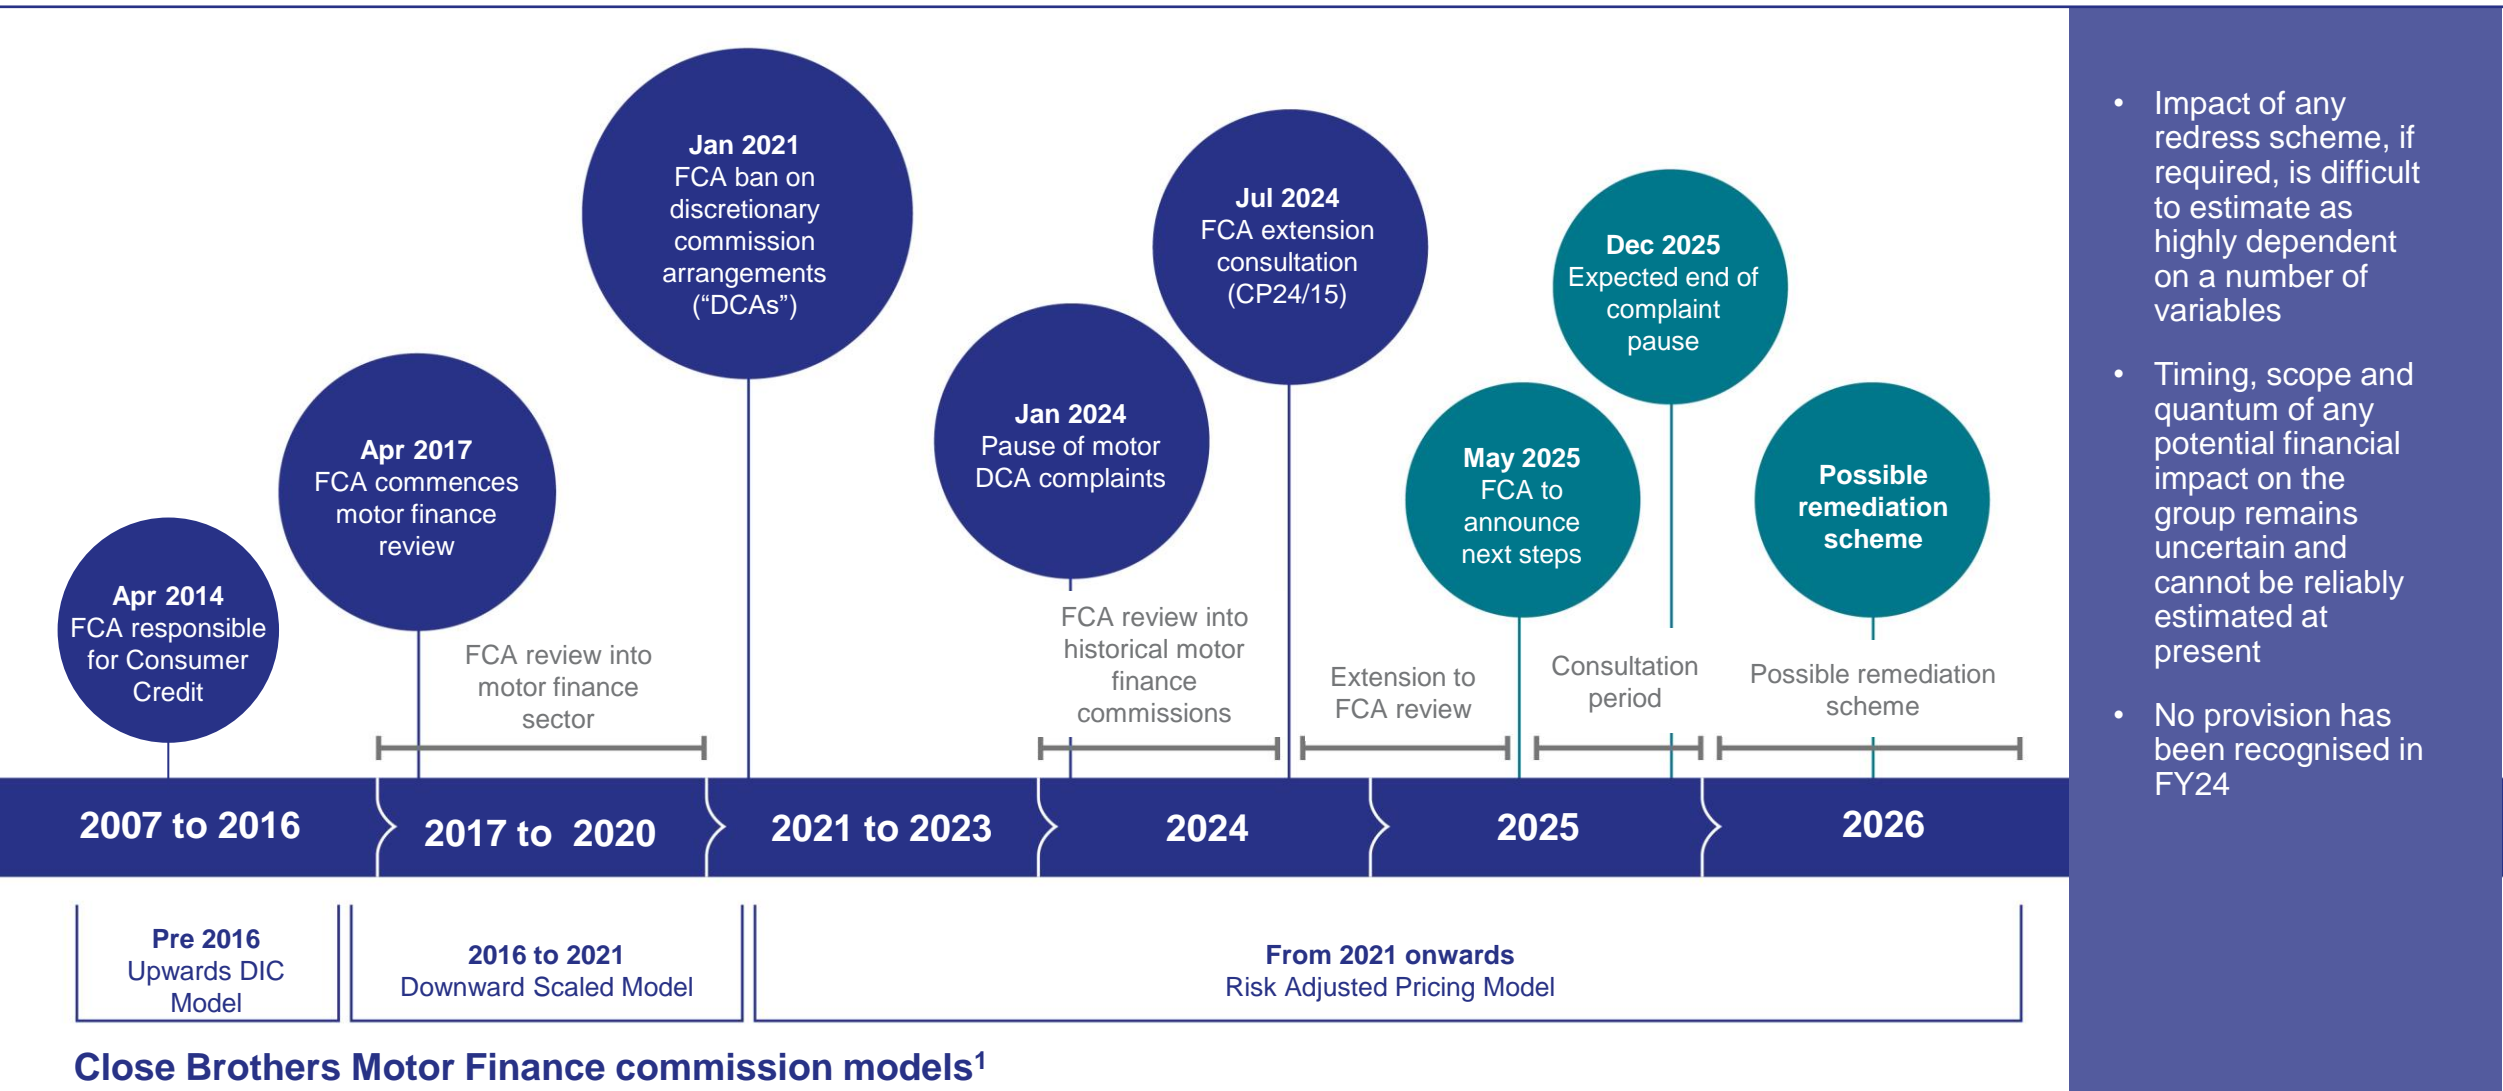 Apr 2014
FCA responsible
for Consumer
Credit
Apr 2017
FCA commences
motor finance
review
Jan 2021
FCA ban on
discretionary
commission
arrangements
(“DCAs”)
Jan 2024
Pause of motor
DCA complaints
Jul 2024
FCA extension
consultation
(CP24/15)
May 2025
FCA to
announce
next steps
Dec 2025
Expected end of
complaint
pause
Possible
remediation
scheme
FCA review into
motor finance
sector
FCA review into
historical motor
finance
commissions
Extension to
FCA review
Consultation
period
Possible remediation
scheme
2007 to 2016
2017 to 2020
2021 to 2023
2024
2025
2026
Pre 2016
Upwards DIC
Model
2016 to 2021
Downward Scaled Model
From 2021 onwards
Risk Adjusted Pricing Model
Close Brothers Motor Finance commission models¹
• Impact of any
redress scheme, if
required, is difficult
to estimate as
highly dependent
on a number of
variables
• Timing, scope and
quantum of any
potential financial
impact on the
group remains
uncertain and
cannot be reliably
estimated at
present
• No provision has
been recognised in
FY24